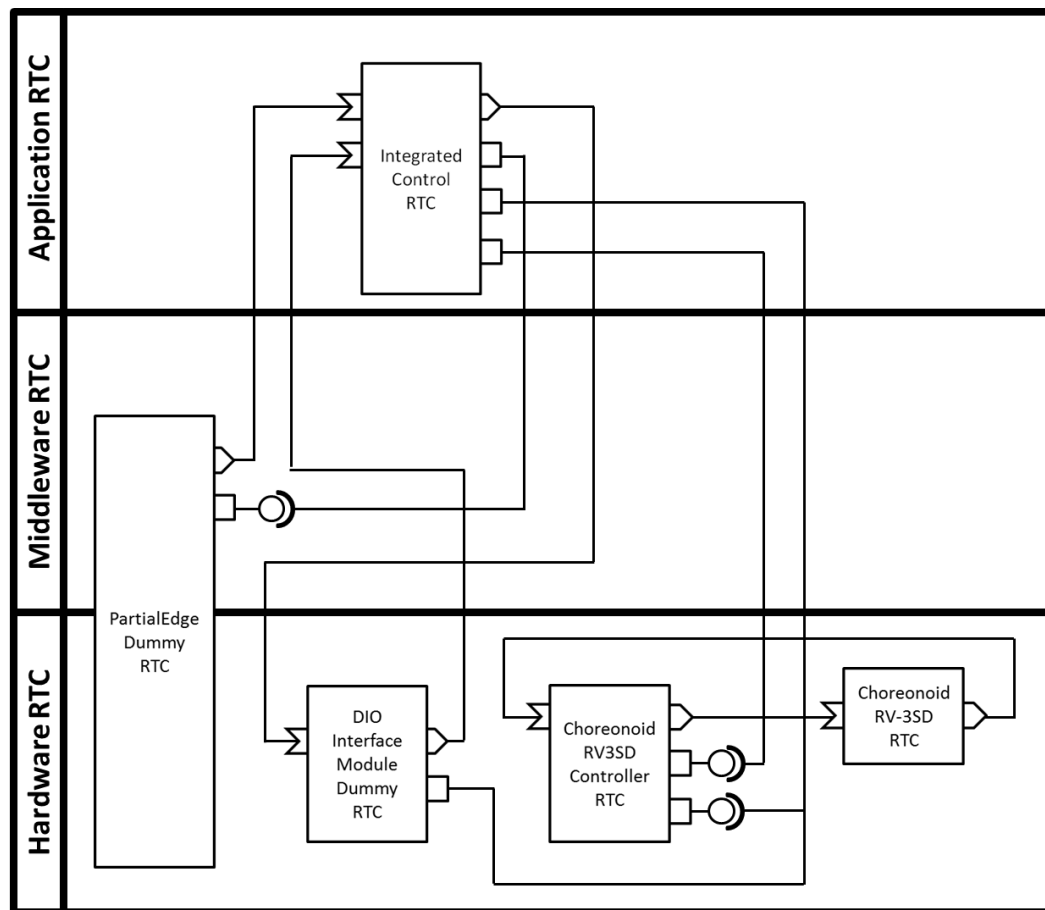 Application RTC
Integrated
Control
RTC
Middleware RTC
PartialEdge
Dummy
RTC
Hardware RTC
DIO
Interface
Module
Dummy
RTC
Choreonoid
RV3SD
Controller
RTC
Choreonoid
RV-3SD
RTC